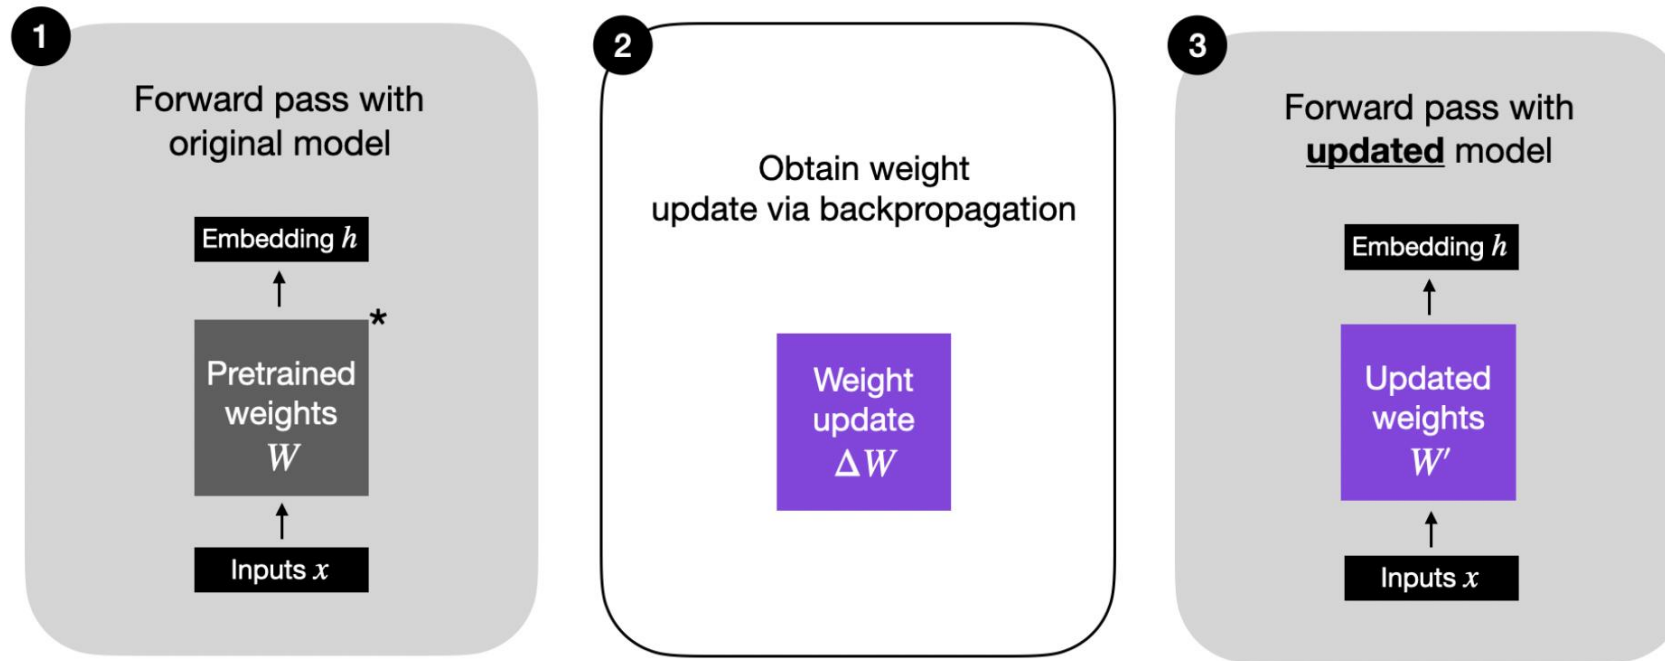 1
Forward pass with
original model
Embedding h
*
Pretrained
weights
W
Inputs x
2
Obtain weight
update via backpropagation
Weight
update
ΔW
3
Forward pass with
updated model
Embedding h
Updated
weights
W′
Inputs x